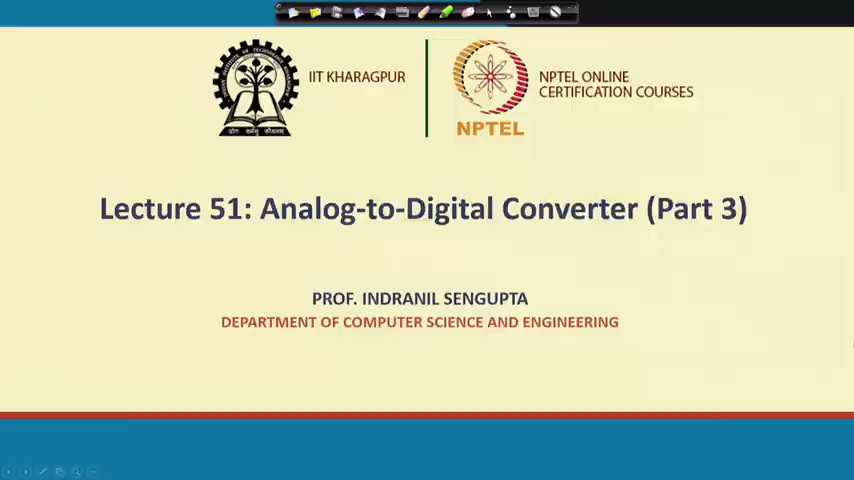 IIT KHARAGPUR
NPTEL ONLINE
CERTIFICATION COURSES
NPTEL
Lecture 51: Analog-to-Digital Converter (Part 3)
PROF. INDRANIL SENGUPTA
DEPARTMENT OF COMPUTER SCIENCE AND ENGINEERING